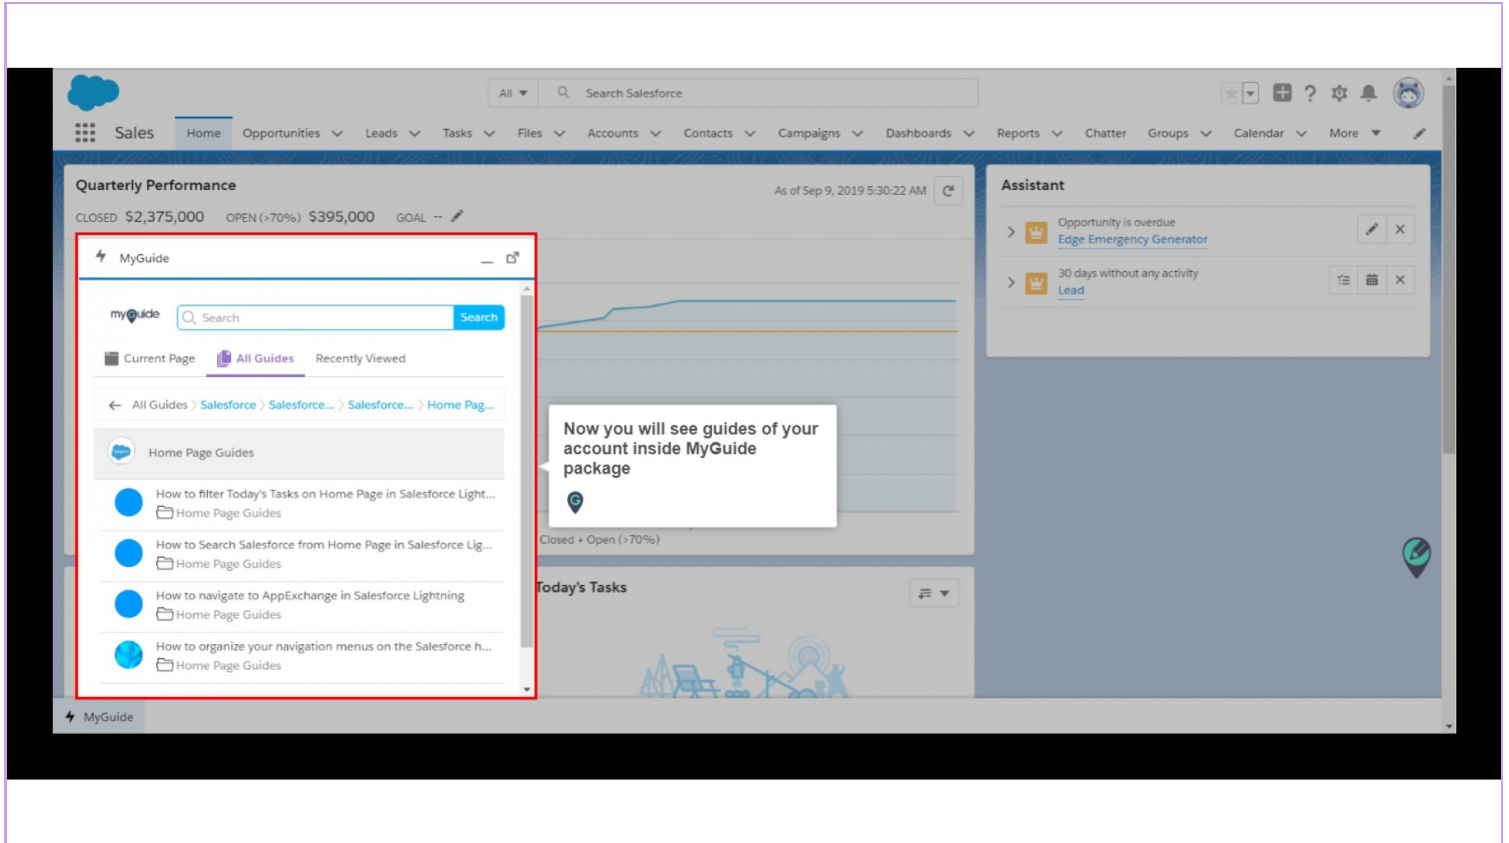 All
Search Salesforce
Sales
Home
Opportunities
Leads
Tasks
Files
Accounts
Contacts
Campaigns
Dashboards
Reports
Chatter
Groups
Calendar
More
Quarterly Performance
As of Sep 9, 2019 5:30:22 AM
CLOSED $2,375,000 OPEN (>70%) $395,000 GOAL --
Assistant
Opportunity is overdue
Edge Emergency Generator
30 days without any activity
Lead
MyGuide
myGuide
Search
Search
Current Page
All Guides
Recently Viewed
All Guides
Salesforce
Salesforce...
Salesforce...
Home Pag...
Home Page Guides
How to filter Today's Tasks on Home Page in Salesforce Light...
Home Page Guides
How to Search Salesforce from Home Page in Salesforce Lig...
Home Page Guides
How to navigate to AppExchange in Salesforce Lightning
Home Page Guides
How to organize your navigation menus on the Salesforce h...
Home Page Guides
Now you will see guides of your
account inside MyGuide
package
G
Closed + Open (>70%)
Today's Tasks
MyGuide